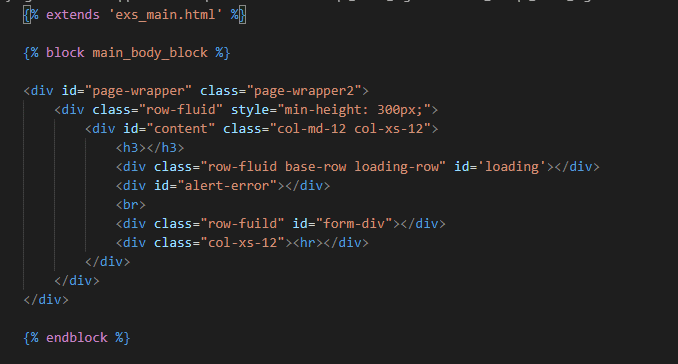 {% extends 'exs_main.html' %}
{% block main_body_block %}
<div id="page-wrapper" class="page-wrapper2">
<div class="row-fluid" style="min-height: 300px;">
<div id="content" class="col-md-12 col-xs-12">
<h3></h3>
<div class="row-fluid base-row loading-row" id='loading'></div>
<div id="alert-error"></div>
<br>
<div class="row-fuild" id="form-div"></div>
<div class="col-xs-12"><hr></div>
</div>
</div>
</div>
{% endblock %}